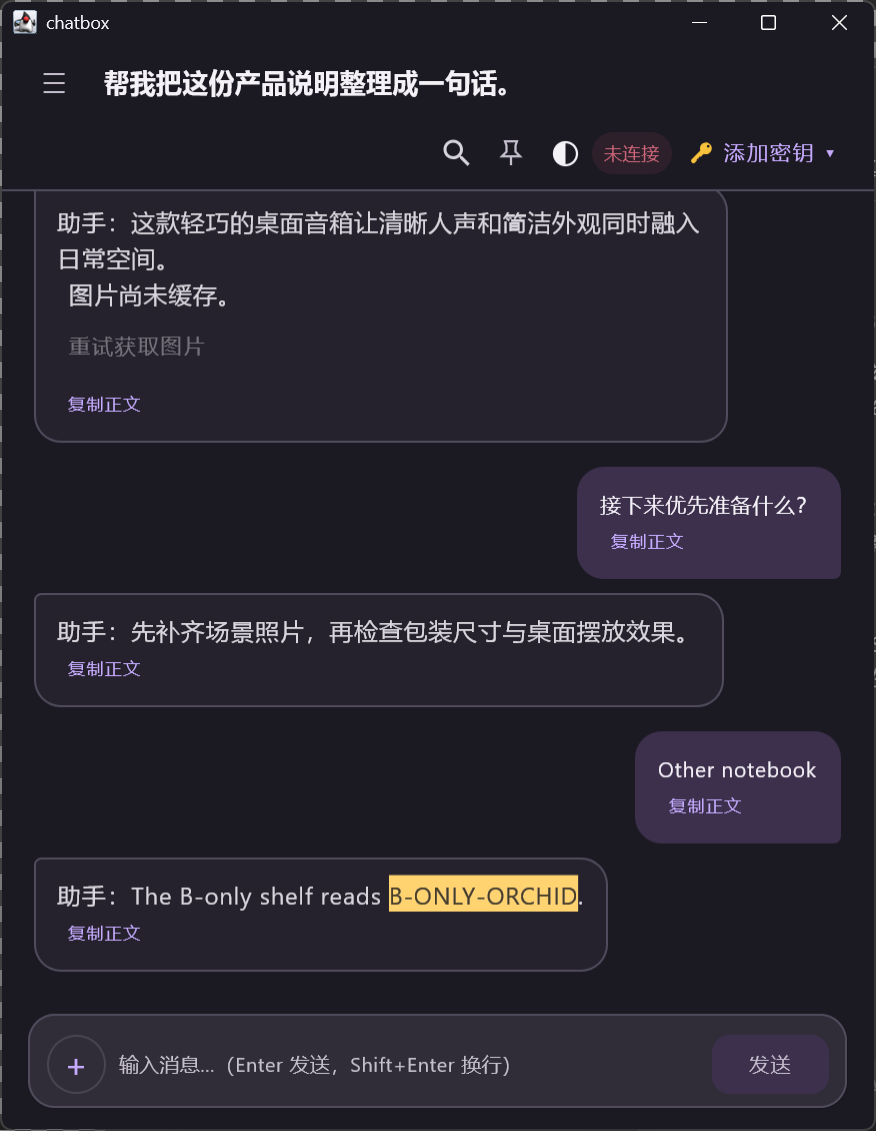 chatbox
帮我把这份产品说明整理成一句话。
未连接
添加密钥
助手：这款轻巧的桌面音箱让清晰人声和简洁外观同时融入
日常空间。
图片尚未缓存。
重试获取图片
复制正文
接下来优先准备什么？
复制正文
助手：先补齐场景照片，再检查包装尺寸与桌面摆放效果。
复制正文
Other notebook
复制正文
助手：The B-only shelf reads B-ONLY-ORCHID.
复制正文
+ 输入消息... (Enter 发送，Shift+Enter 换行)
发送